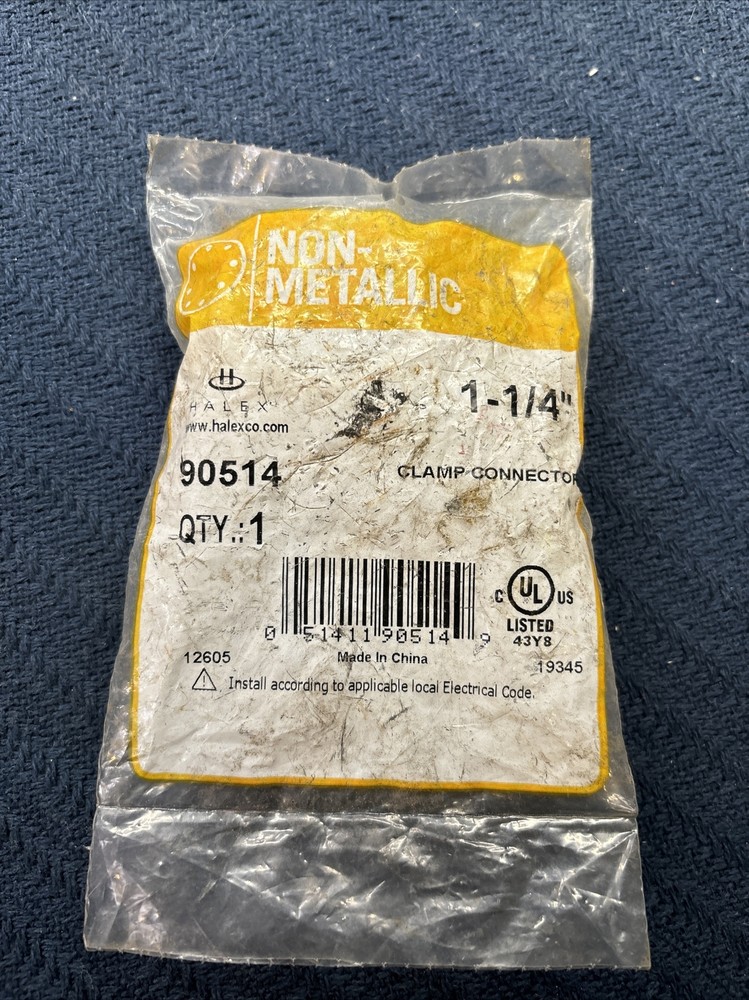 NON-
METALLIC
H
HALEX
www.halexco.com
1-1/4"
90514
CLAMP CONNECTOR
QTY.:1
0 51411 90514 9
C UL US
LISTED
43Y8
12605
Made In China
19345
Install according to applicable local Electrical Code.